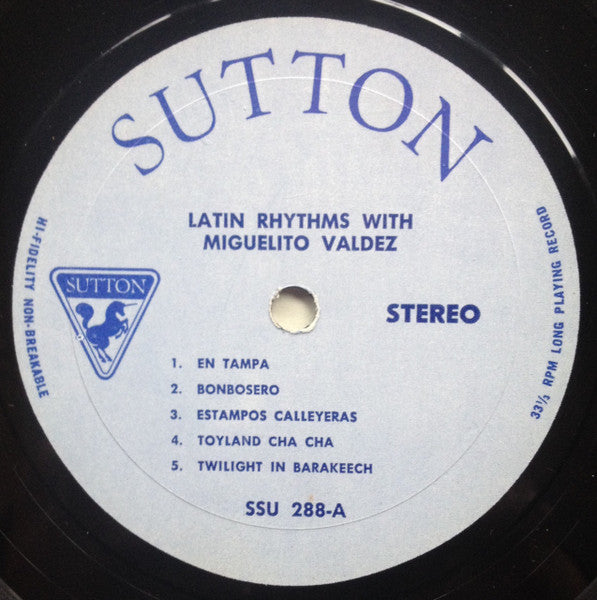 SUTTON
LATIN RHYTHMS WITH
MIGUELITO VALDEZ
HI-FIDELITY NON-BREAKABLE
SUTTON
STEREO
33⅓ RPM LONG PLAYING RECORD
1. EN TAMPA
2. BONBOSERO
3. ESTAMPOS CALLEYERAS
4. TOYLAND CHA CHA
5. TWILIGHT IN BARAKEECH
SSU 288-A